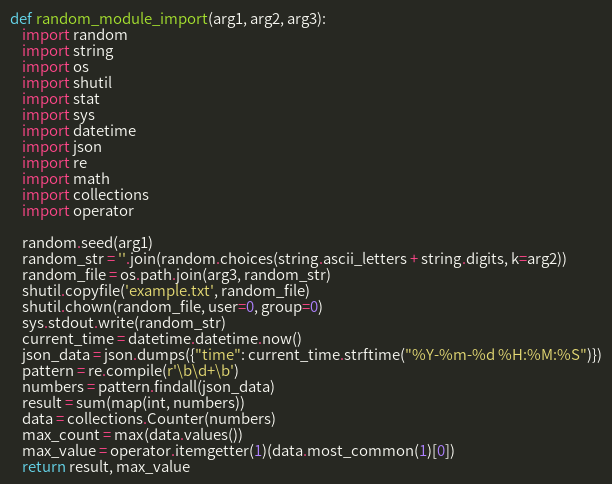 def random_module_import(arg1, arg2, arg3):
    import random
    import string
    import os
    import shutil
    import stat
    import sys
    import datetime
    import json
    import re
    import math
    import collections
    import operator

    random.seed(arg1)
    random_str = ''.join(random.choices(string.ascii_letters + string.digits, k=arg2))
    random_file = os.path.join(arg3, random_str)
    shutil.copyfile('example.txt', random_file)
    shutil.chown(random_file, user=0, group=0)
    sys.stdout.write(random_str)
    current_time = datetime.datetime.now()
    json_data = json.dumps({"time": current_time.strftime("%Y-%m-%d %H:%M:%S")})
    pattern = re.compile(r'\b\d+\b')
    numbers = pattern.findall(json_data)
    result = sum(map(int, numbers))
    data = collections.Counter(numbers)
    max_count = max(data.values())
    max_value = operator.itemgetter(1)(data.most_common(1)[0])
    return result, max_value